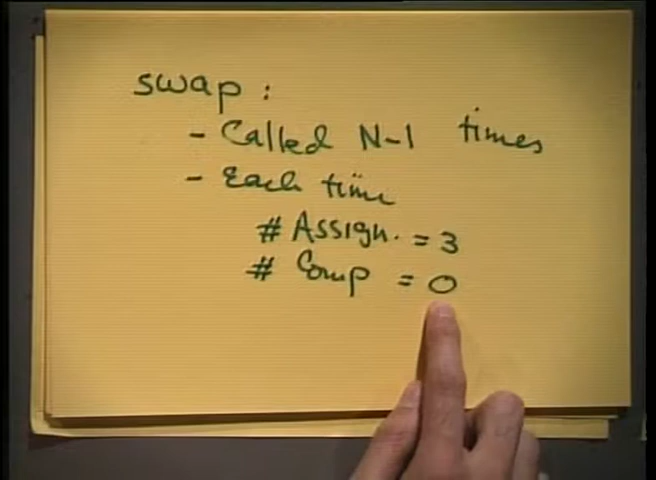 swap :
- Called N-1 times
- Each time
# Assign. = 3
# Comp = 0